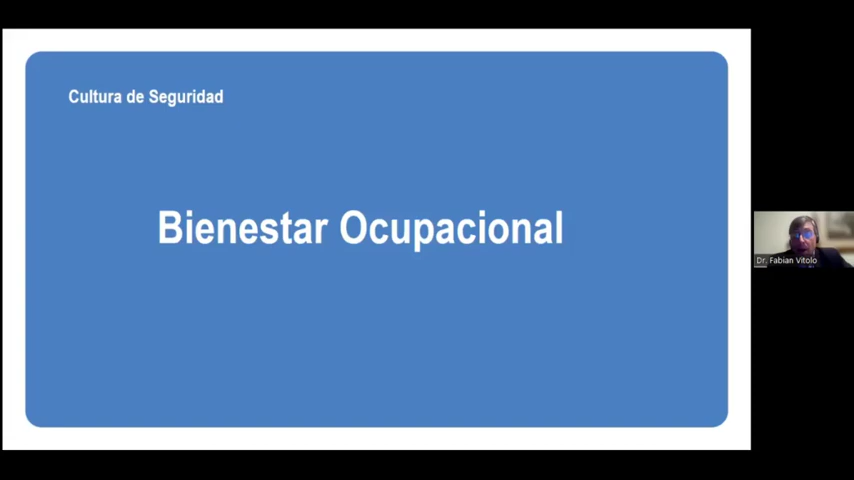 Cultura de Seguridad
Bienestar Ocupacional
Dr. Fabian Vitolo